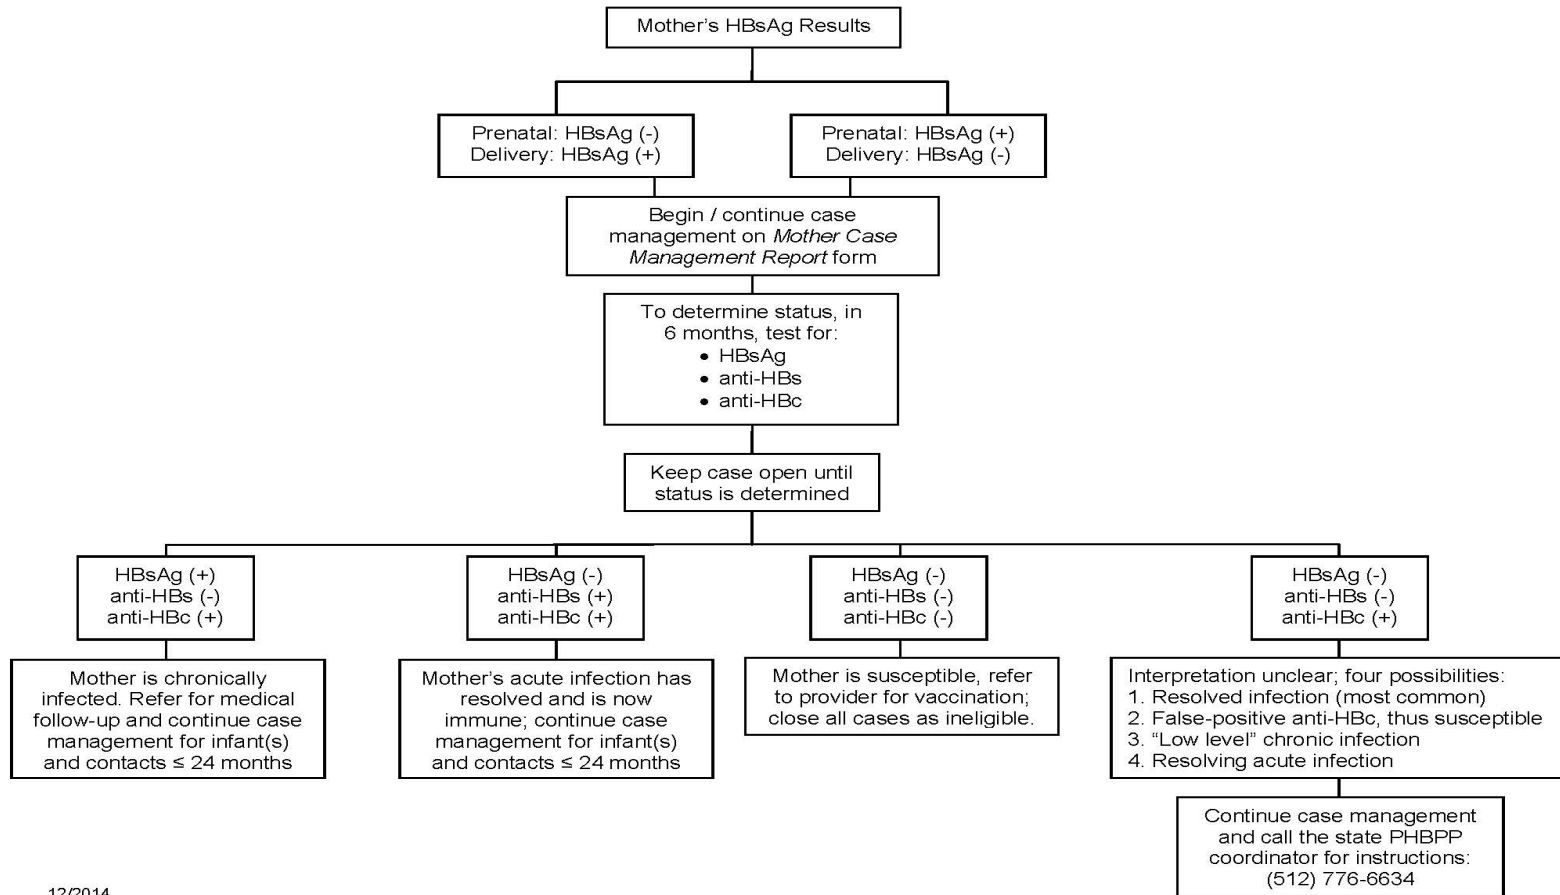 Mother's HBsAg Results
Prenatal: HBsAg (-)
Delivery: HBsAg (+)
Prenatal: HBsAg (+)
Delivery: HBsAg (-)
Begin / continue case
management on Mother Case
Management Report form
To determine status, in
6 months, test for:
• HBsAg
• anti-HBs
• anti-HBc
Keep case open until
status is determined
HBsAg (+)
anti-HBs (-)
anti-HBc (+)
HBsAg (-)
anti-HBs (+)
anti-HBc (+)
HBsAg (-)
anti-HBs (-)
anti-HBc (-)
HBsAg (-)
anti-HBs (-)
anti-HBc (+)
Mother is chronically
infected. Refer for medical
follow-up and continue case
management for infant(s)
and contacts ≤ 24 months
Mother's acute infection has
resolved and is now
immune; continue case
management for infant(s)
and contacts ≤ 24 months
Mother is susceptible, refer
to provider for vaccination;
close all cases as ineligible.
Interpretation unclear; four possibilities:
1. Resolved infection (most common)
2. False-positive anti-HBc, thus susceptible
3. “Low level” chronic infection
4. Resolving acute infection
Continue case management
and call the state PHBPP
coordinator for instructions:
(512) 776-6634
12/2014